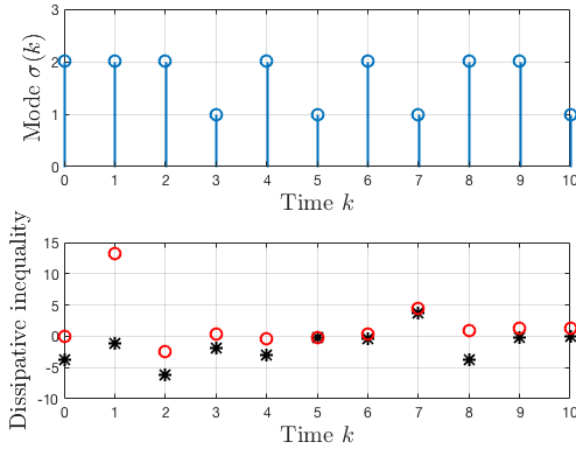 Mode σ(k)
3
2
1
0
0 1 2 3 4 5 6 7 8 9 10
Time k
Dissipative inequality
15
10
5
0
-5
-10
0 1 2 3 4 5 6 7 8 9 10
Time k